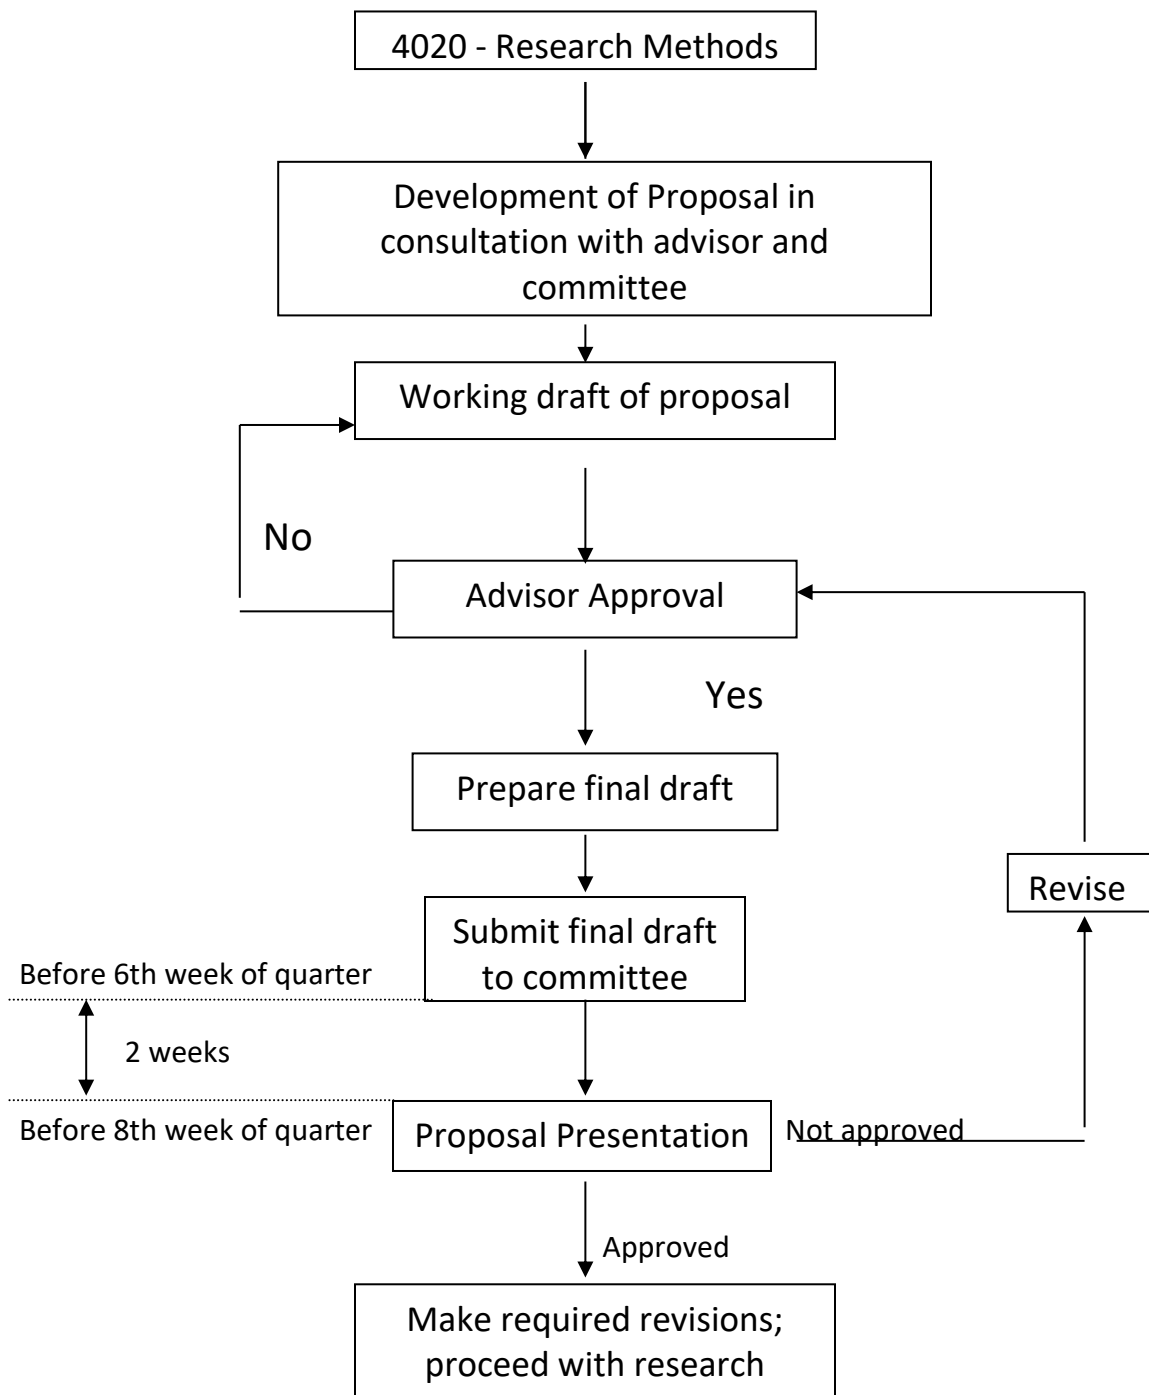 4020 - Research Methods
Development of Proposal in
consultation with advisor and
committee
Working draft of proposal
No
Advisor Approval
Yes
Prepare final draft
Revise
Submit final draft
to committee
Before 6th week of quarter
2 weeks
Before 8th week of quarter
Proposal Presentation
Not approved
Approved
Make required revisions;
proceed with research